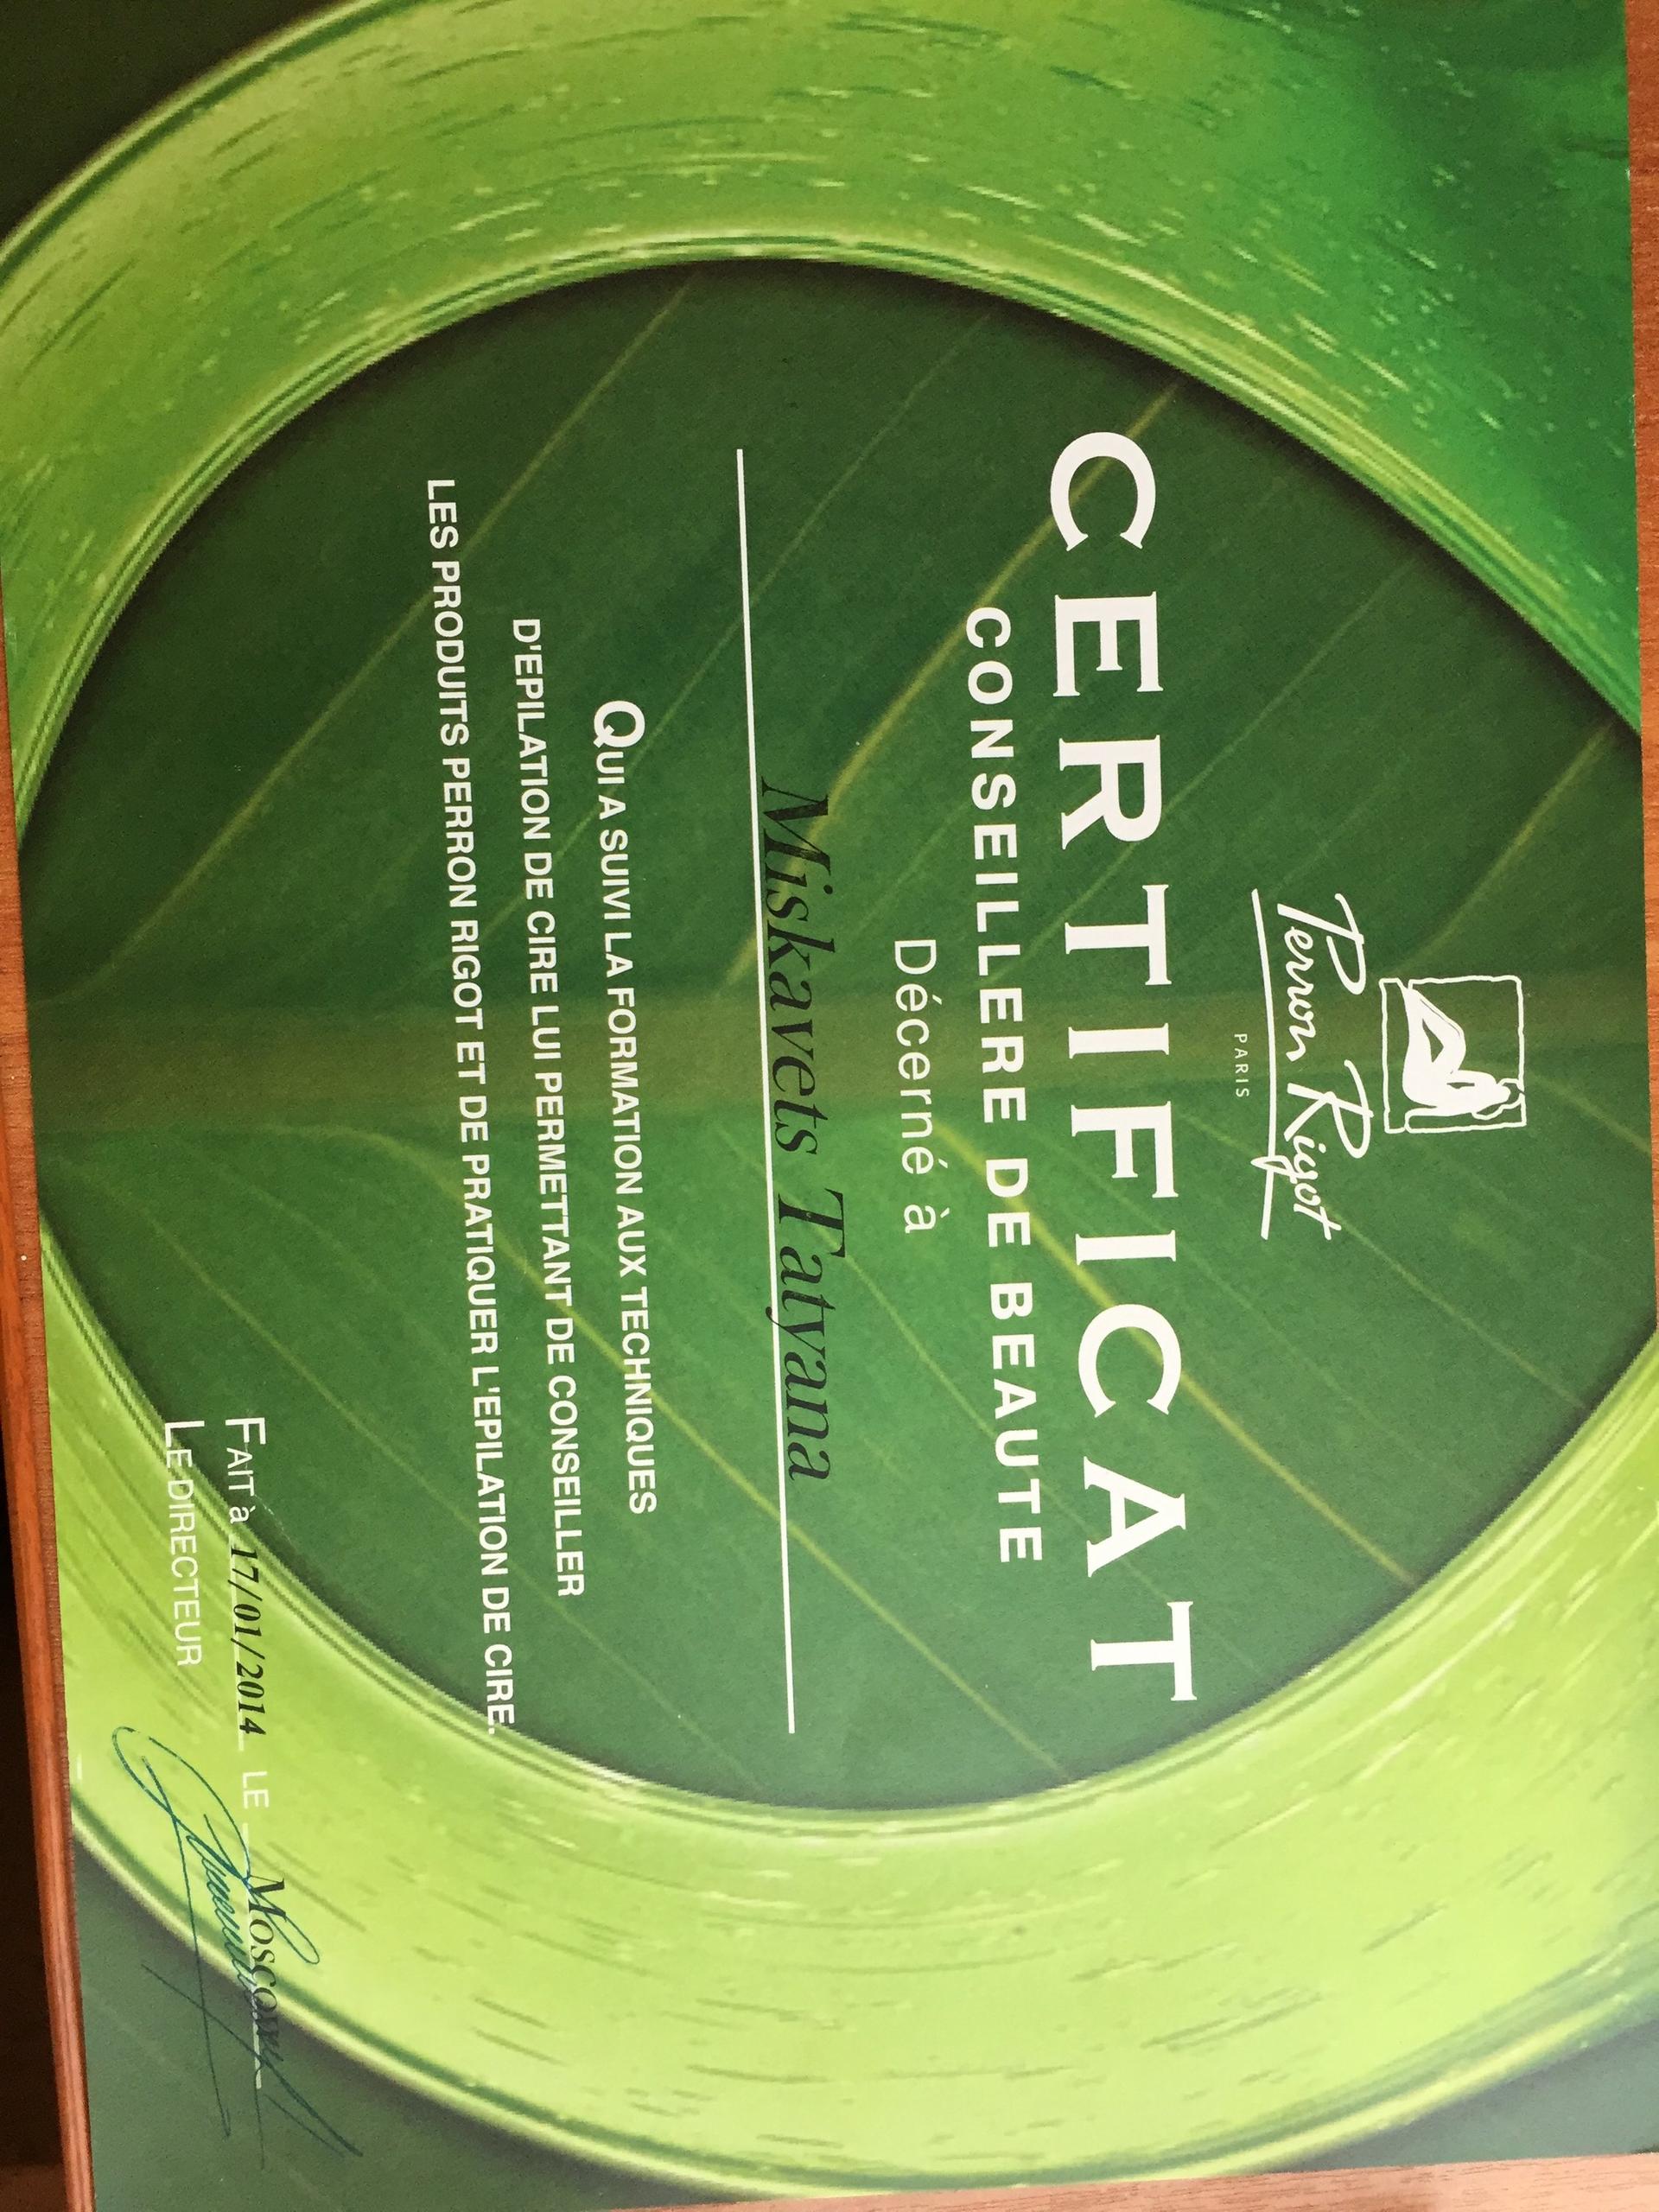 Perron Rigot
PARIS
CERTIFICAT
CONSEILLERE DE BEAUTE
Décerné à
Miskavets Tatyana
QUI A SUIVI LA FORMATION AUX TECHNIQUES
D'EPILATION DE CIRE LUI PERMETTANT DE CONSEILLER
LES PRODUITS PERRON RIGOT ET DE PRATIQUER L'EPILATION DE CIRE.
FAIT à 17/01/2014 LE Moscow
LE DIRECTEUR